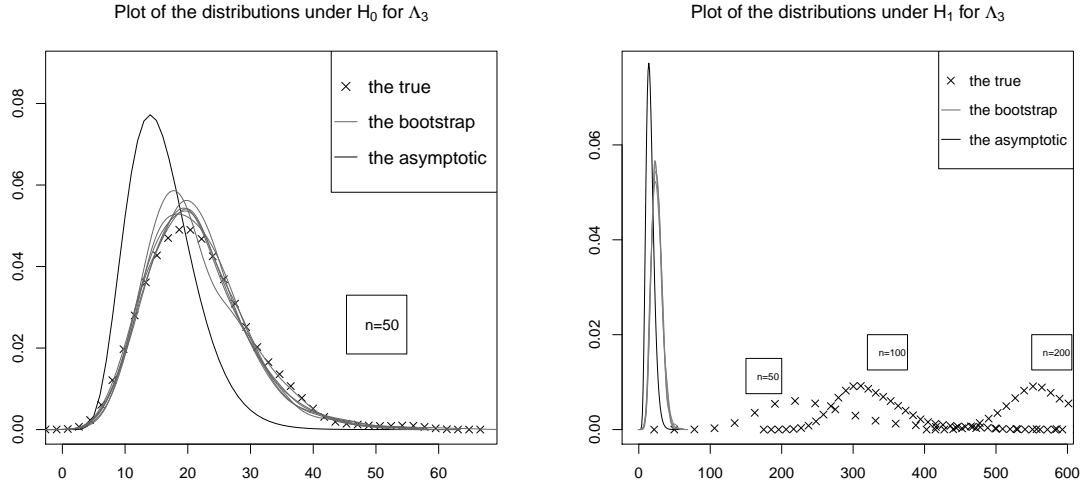 Plot of the distributions under H₀ for Λ₃
the true
the bootstrap
the asymptotic
n=50
0.00
0.02
0.04
0.06
0.08
0 10 20 30 40 50 60
Plot of the distributions under H₁ for Λ₃
the true
the bootstrap
the asymptotic
n=50
n=100
n=200
0.00
0.02
0.04
0.06
0 100 200 300 400 500 600